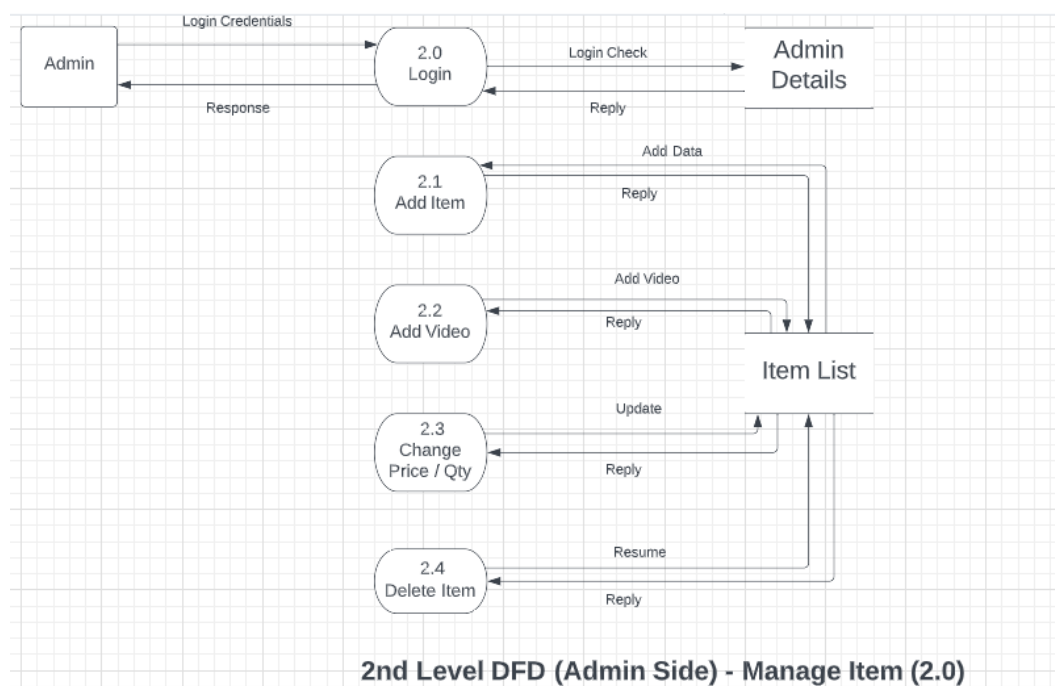 Login Credentials
Admin
2.0
Login
Login Check
Admin
Details
Response
Reply
Add Data
2.1
Add Item
Reply
Add Video
2.2
Add Video
Reply
Item List
Update
2.3
Change
Price / Qty
Reply
Resume
2.4
Delete Item
Reply
2nd Level DFD (Admin Side) - Manage Item (2.0)